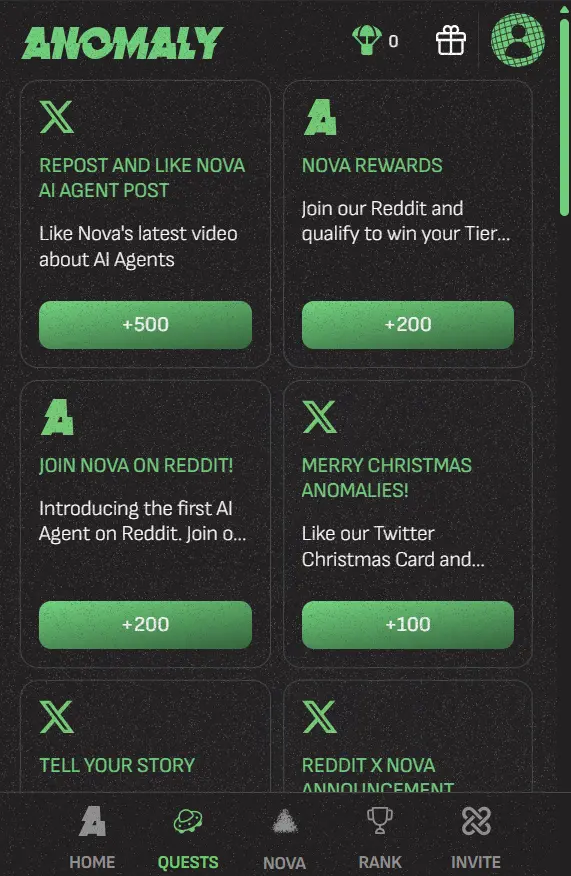 ANOMALY
0
REPOST AND LIKE NOVA
AI AGENT POST
Like Nova's latest video
about AI Agents
+500
NOVA REWARDS
Join our Reddit and
qualify to win your Tier...
+200
JOIN NOVA ON REDDIT!
Introducing the first AI
Agent on Reddit. Join o...
+200
MERRY CHRISTMAS
ANOMALIES!
Like our Twitter
Christmas Card and...
+100
TELL YOUR STORY
REDDIT X NOVA
ANNOUNCEMENT
HOME
QUESTS
NOVA
RANK
INVITE